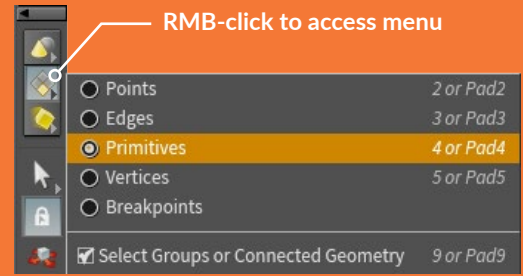 RMB-click to access menu
Points 2 or Pad2
Edges 3 or Pad3
Primitives 4 or Pad4
Vertices 5 or Pad5
Breakpoints
Select Groups or Connected Geometry 9 or Pad9